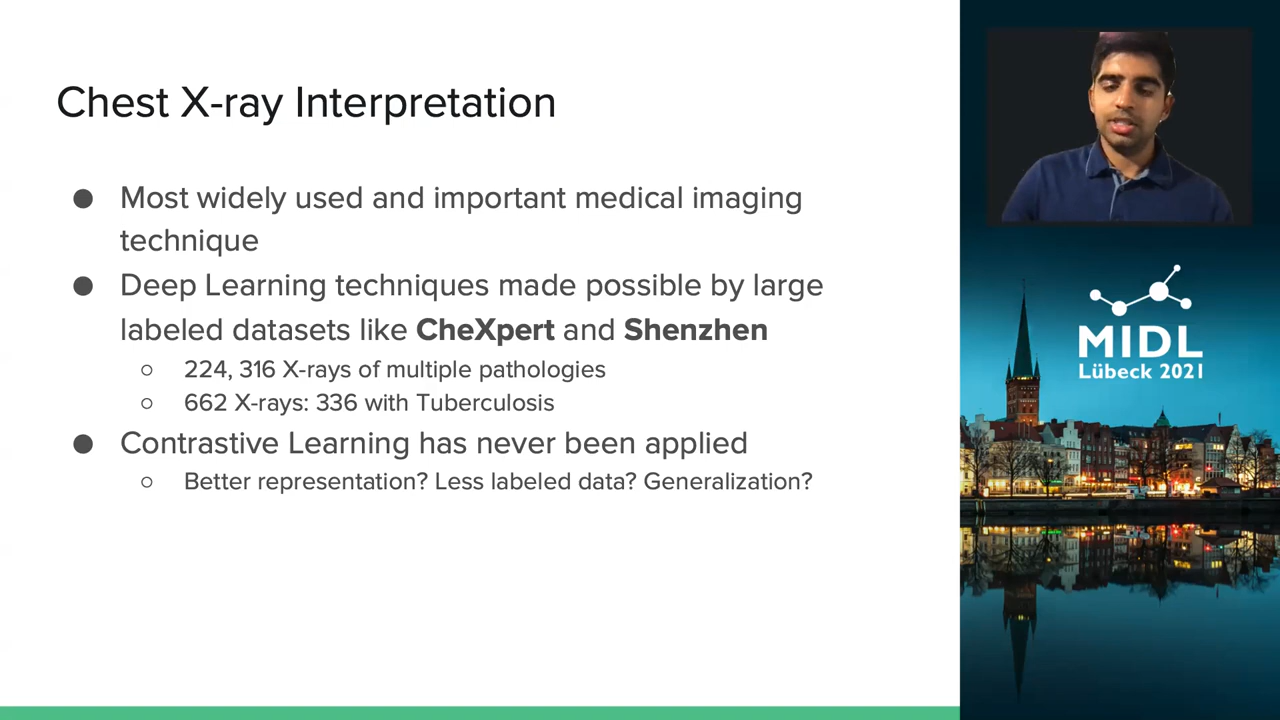 Chest X-ray Interpretation
● Most widely used and important medical imaging
technique
● Deep Learning techniques made possible by large
labeled datasets like CheXpert and Shenzhen
○ 224, 316 X-rays of multiple pathologies
○ 662 X-rays: 336 with Tuberculosis
● Contrastive Learning has never been applied
○ Better representation? Less labeled data? Generalization?
MIDL
Lübeck 2021